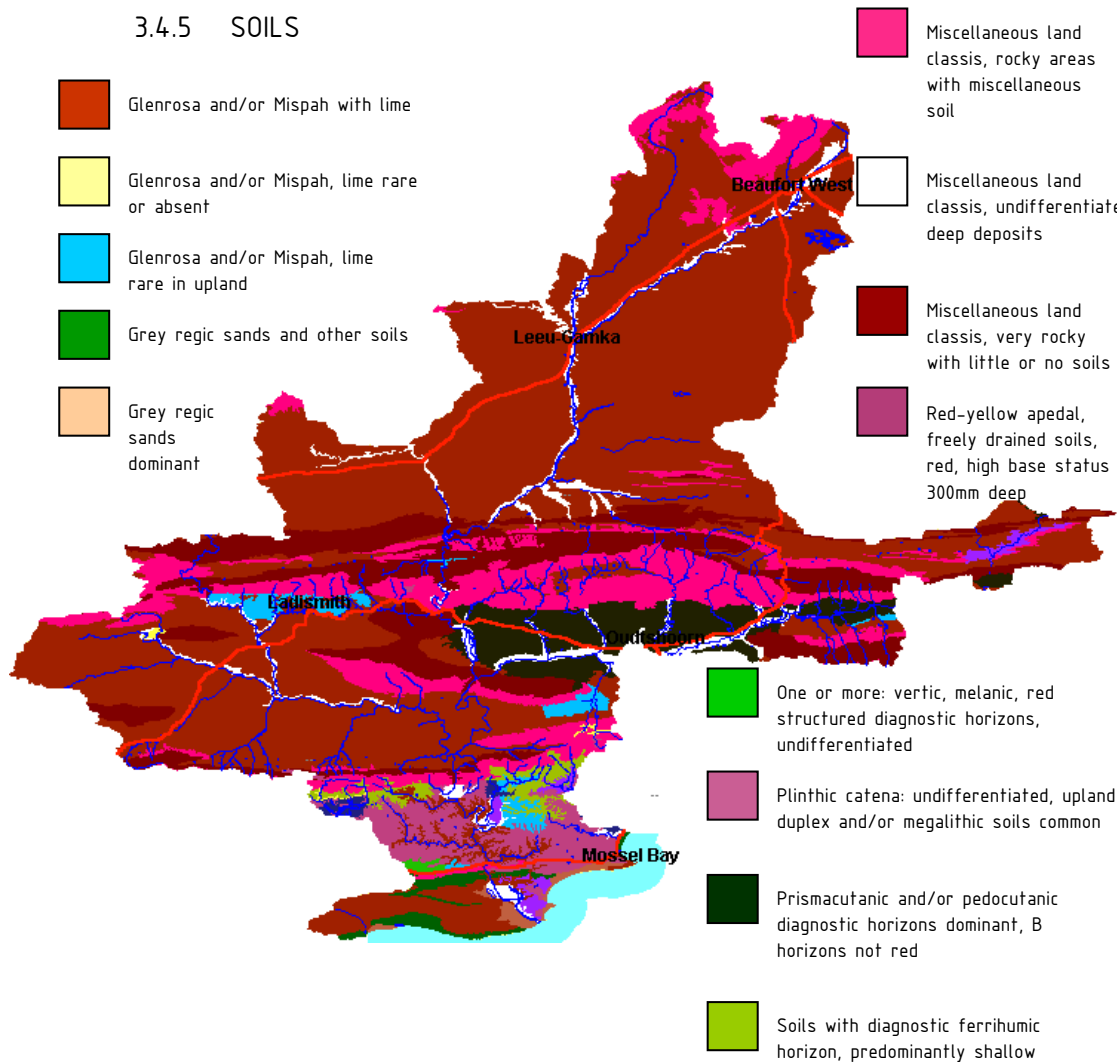 3.4.5 SOILS
Glenrosa and/or Mispah with lime
Glenrosa and/or Mispah, lime rare
or absent
Glenrosa and/or Mispah, lime
rare in upland
Grey regic sands and other soils
Grey regic
sands
dominant
Miscellaneous land
classis, rocky areas
with miscellaneous
soil
Miscellaneous land
classis, undifferentiate
deep deposits
Miscellaneous land
classis, very rocky
with little or no soils
Red-yellow apedal,
freely drained soils,
red, high base status
300mm deep
Beaufort West
Leeu-Gamka
Ladismith
Oudtshoorn
Mossel Bay
One or more: vertic, melanic, red
structured diagnostic horizons,
undifferentiated
Plinthic catena: undifferentiated, upland
duplex and/or megalithic soils common
Prismacutanic and/or pedocutanic
diagnostic horizons dominant, B
horizons not red
Soils with diagnostic ferrihumic
horizon, predominantly shallow